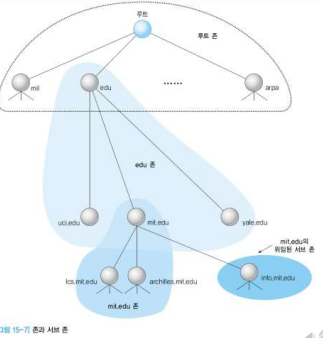 루트
루트 존
mil
edu
......
arpa
edu 존
uci.edu
mit.edu
yale.edu
mit.edu의
위임된 서브 존
lcs.mit.edu
archilles.mit.edu
info.mit.edu
mit.edu 존
15-7] 존과 서브 존